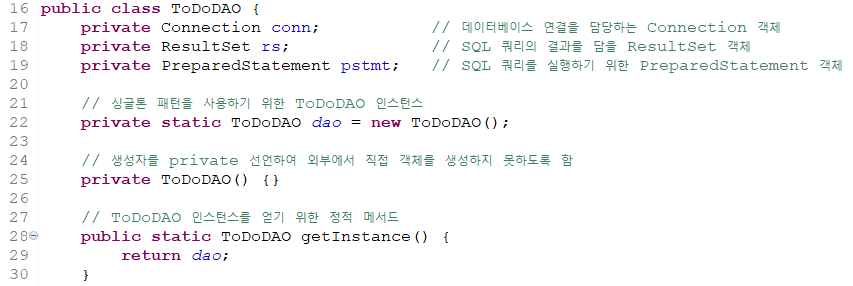 16 public class ToDoDAO {
17     private Connection conn;           // 데이터베이스 연결을 담당하는 Connection 객체
18     private ResultSet rs;              // SQL 쿼리의 결과를 담을 ResultSet 객체
19     private PreparedStatement pstmt;   // SQL 쿼리를 실행하기 위한 PreparedStatement 객체
20
21     // 싱글톤 패턴을 사용하기 위한 ToDoDAO 인스턴스
22     private static ToDoDAO dao = new ToDoDAO();
23
24     // 생성자를 private 선언하여 외부에서 직접 객체를 생성하지 못하도록 함
25     private ToDoDAO() {}
26
27     // ToDoDAO 인스턴스를 얻기 위한 정적 메서드
28     public static ToDoDAO getInstance() {
29         return dao;
30     }